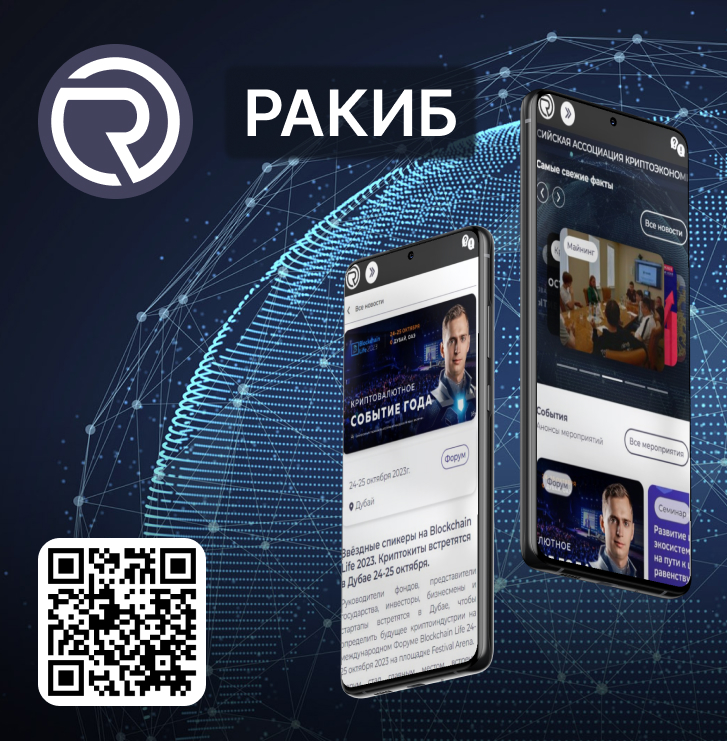 РАКИБ
СИЙСКАЯ АССОЦИАЦИЯ КРИПТОЭКОНОМ
Самые свежие факты
Все новости
Майнинг
События
Анонсы мероприятий
Все мероприятия
Форум
Семинар
ЛЮТНОЕ
Развитие
экосистем
на пути к
равенству
Все новости
Blockchain
Life 2023
24-25 ОКТЯБРЯ
ДУБАЙ, ОАЭ
КРИПТОВАЛЮТНОЕ
СОБЫТИЕ ГОДА
Форум
24-25 октября 2023г.
Дубай
Звёздные спикеры на Blockchain
Life 2023. Криптокиты встретятся
в Дубае 24-25 октября.
Руководители фондов, представители
государства, инвесторы, бизнесмены и
стартапы встретятся в Дубае, чтобы
определить будущее криптоиндустрии на
международном Форуме Blockchain Life 24-
25 октября 2023 на площадке Festival Arena.